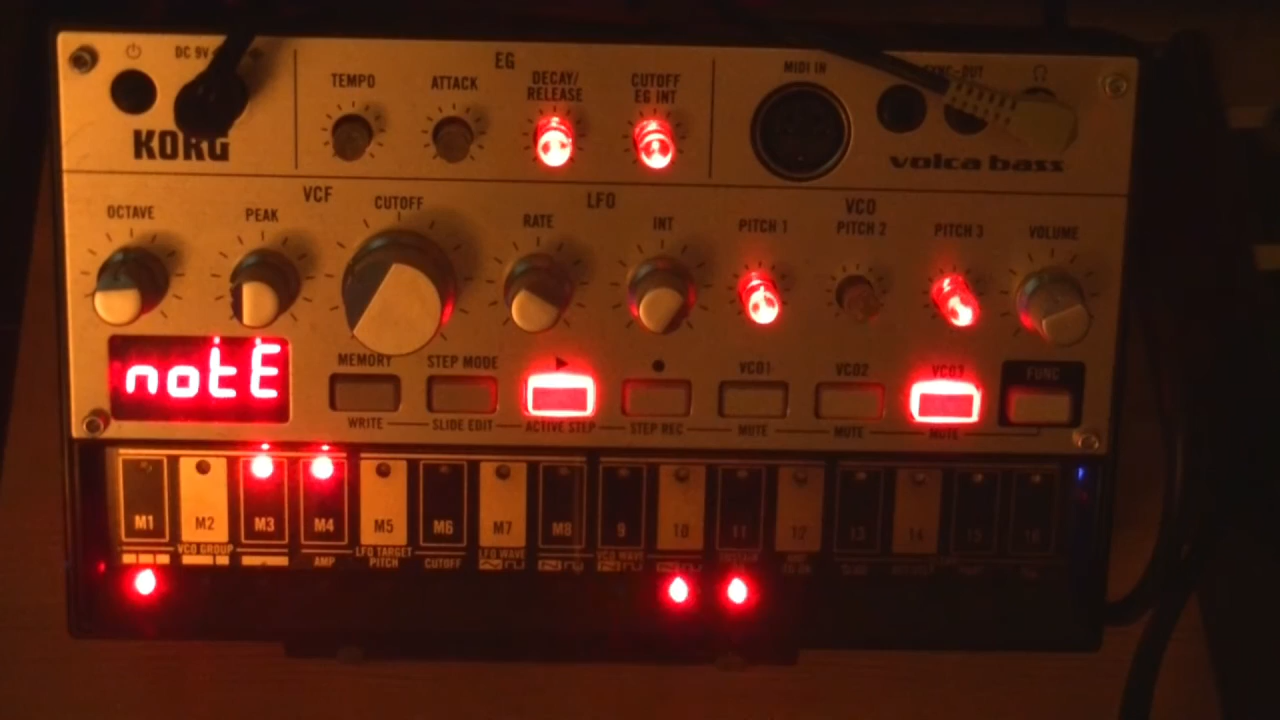 DC 9V
EG
TEMPO ATTACK DECAY/ RELEASE CUTOFF EG INT
MIDI IN
KORG
volca bass
VCF LFO VCO
OCTAVE PEAK CUTOFF RATE INT PITCH 1 PITCH 2 PITCH 3 VOLUME
notE
MEMORY STEP MODE VCO1 VCO2 VCO3 FUNC
WRITE SLIDE EDIT ACTIVE STEP STEP REC MUTE MUTE MUTE
M1 M2 M3 M4 M5 M6 M7 M8 9 10 11 12 13 14 15 16
VCO GROUP LFO TARGET LFO WAVE VCO WAVE
AMP PITCH CUTOFF